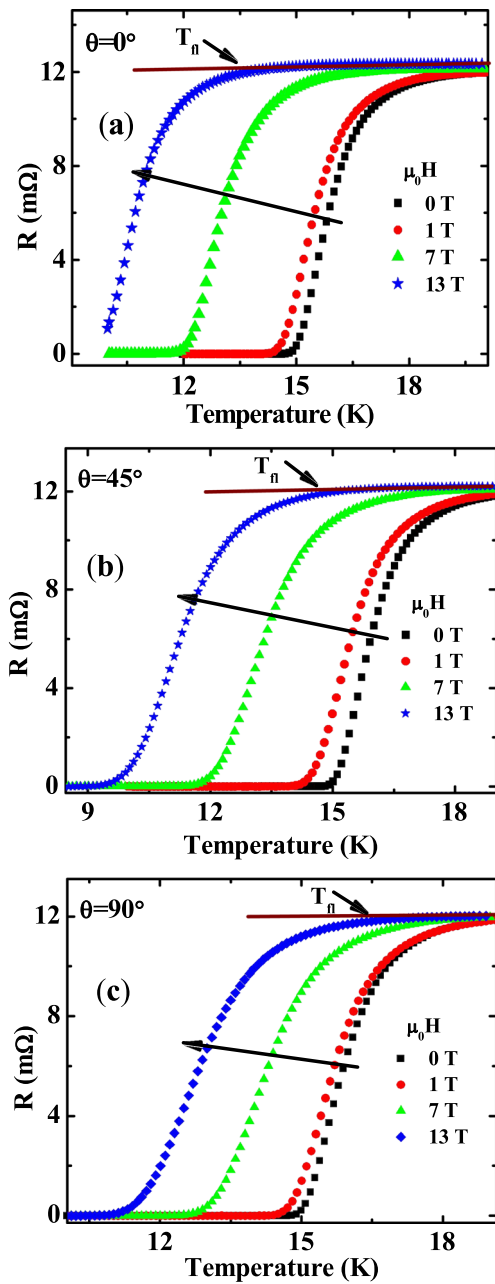 θ=0°
T_fl
(a)
μ₀H
0 T
1 T
7 T
13 T
R (mΩ)
12
8
4
0
12
15
18
Temperature (K)
θ=45°
T_fl
(b)
μ₀H
0 T
1 T
7 T
13 T
R (mΩ)
12
8
4
0
9
12
15
18
Temperature (K)
θ=90°
T_fl
(c)
μ₀H
0 T
1 T
7 T
13 T
R (mΩ)
12
8
4
0
12
15
18
Temperature (K)